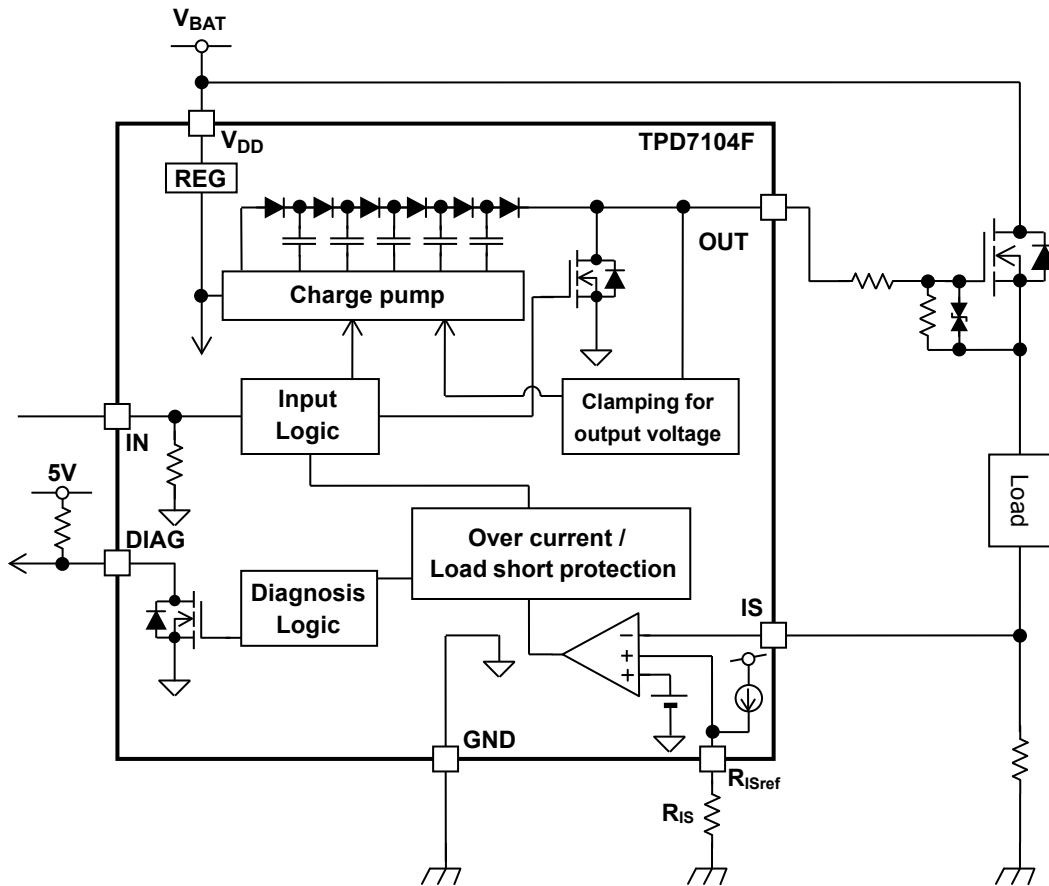 VBAT
VDD
TPD7104F
REG
OUT
Charge pump
Input
Logic
Clamping for
output voltage
IN
5V
DIAG
Over current /
Load short protection
Diagnosis
Logic
IS
Load
−
+
+
GND
RISref
RIS